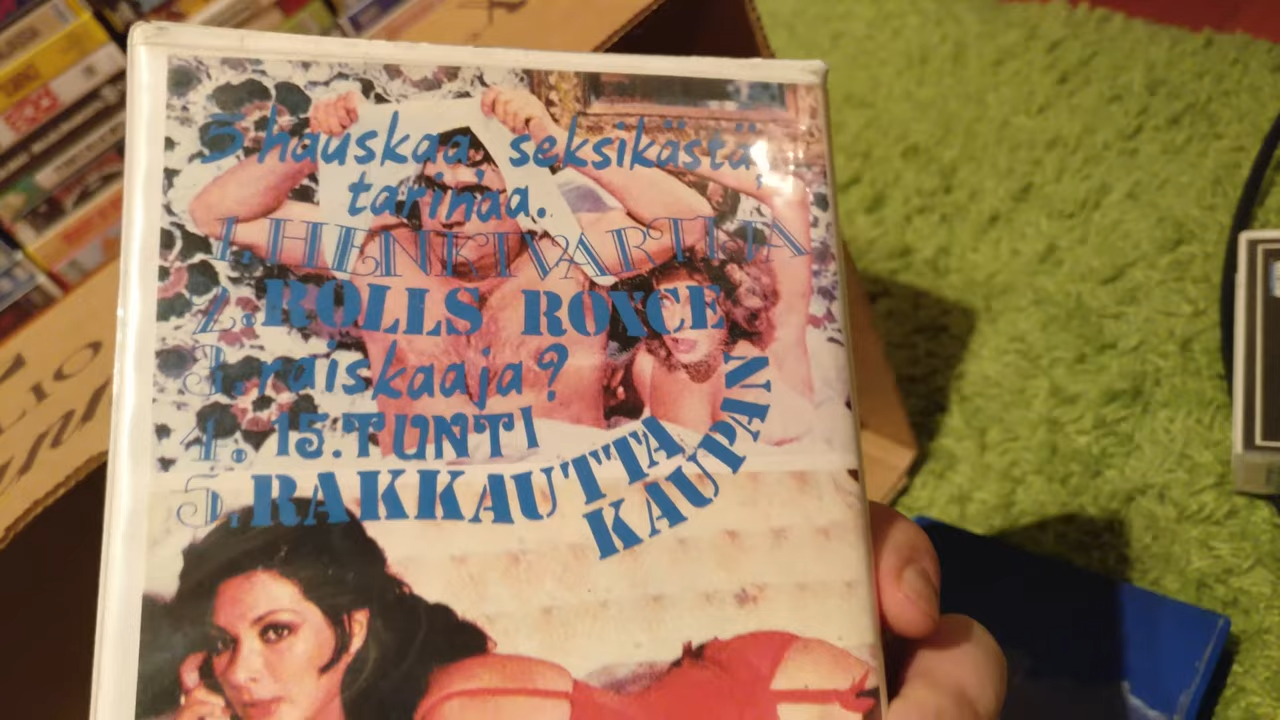 5 hauskaa, seksikästä,
tarinaa.
1. HENKIVARTIJA
2. ROLLS ROYCE
3. raiskaaja?
4. 15. TUNTI
5. RAKKAUTTA
KAUPAN